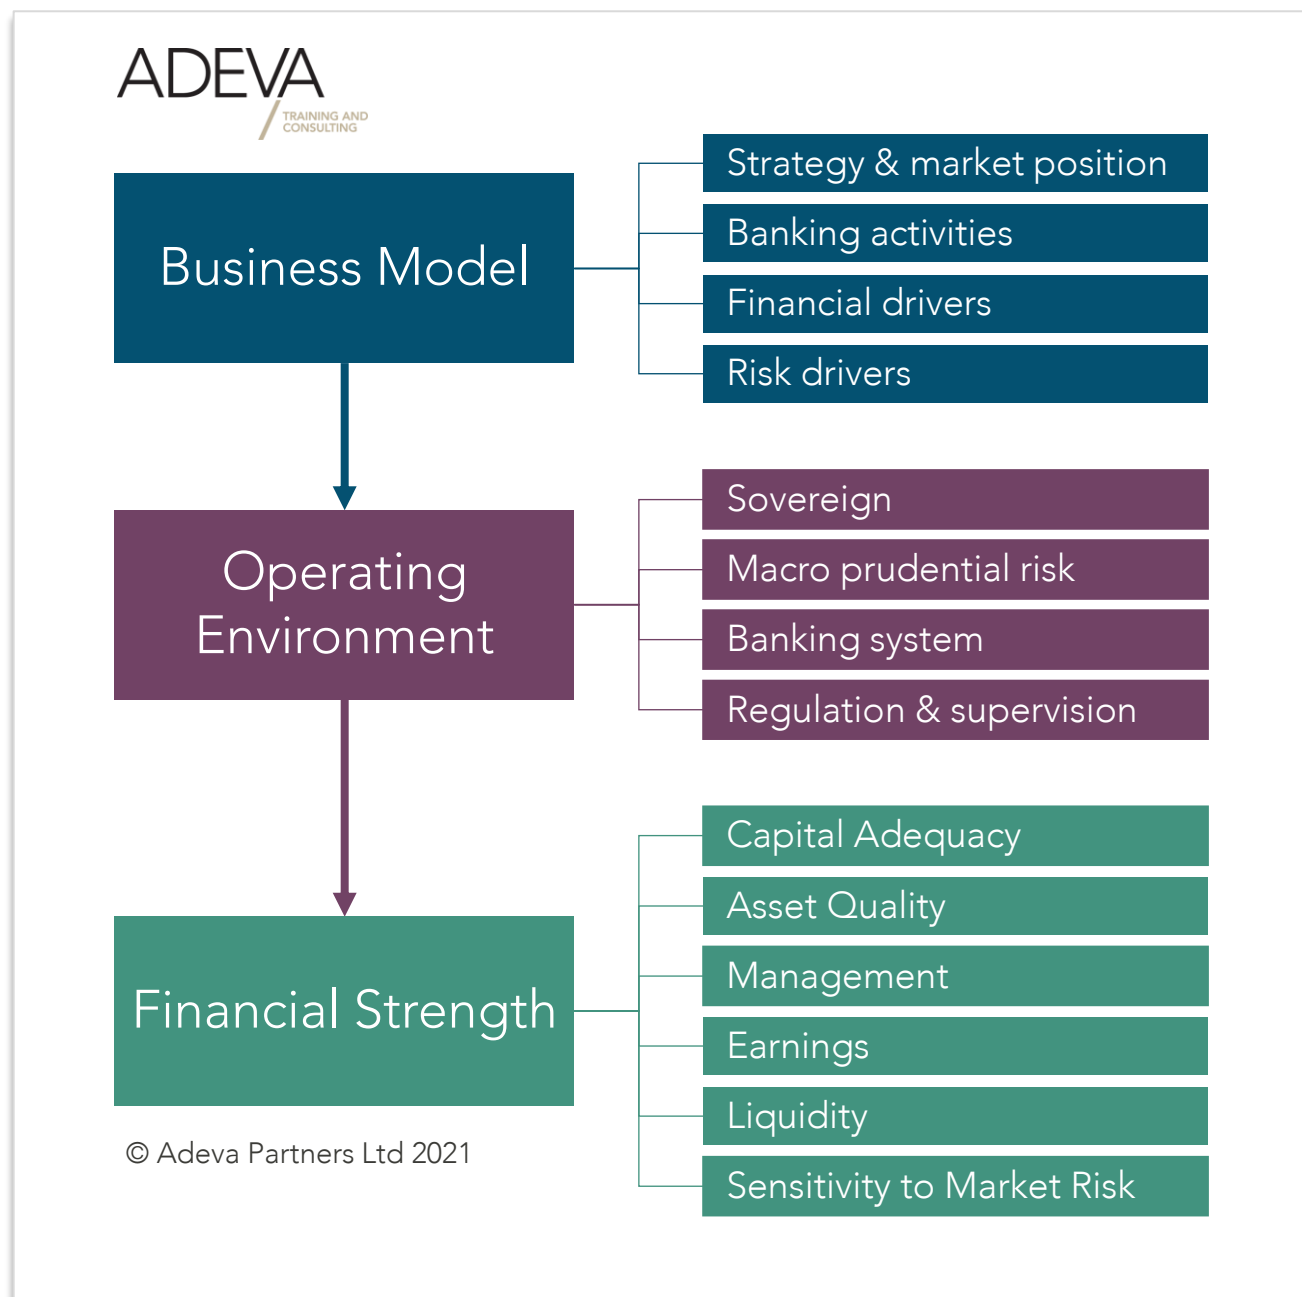 ADEVA
TRAINING AND
CONSULTING
Business Model
Strategy & market position
Banking activities
Financial drivers
Risk drivers
Operating
Environment
Sovereign
Macro prudential risk
Banking system
Regulation & supervision
Financial Strength
Capital Adequacy
Asset Quality
Management
Earnings
Liquidity
Sensitivity to Market Risk
© Adeva Partners Ltd 2021